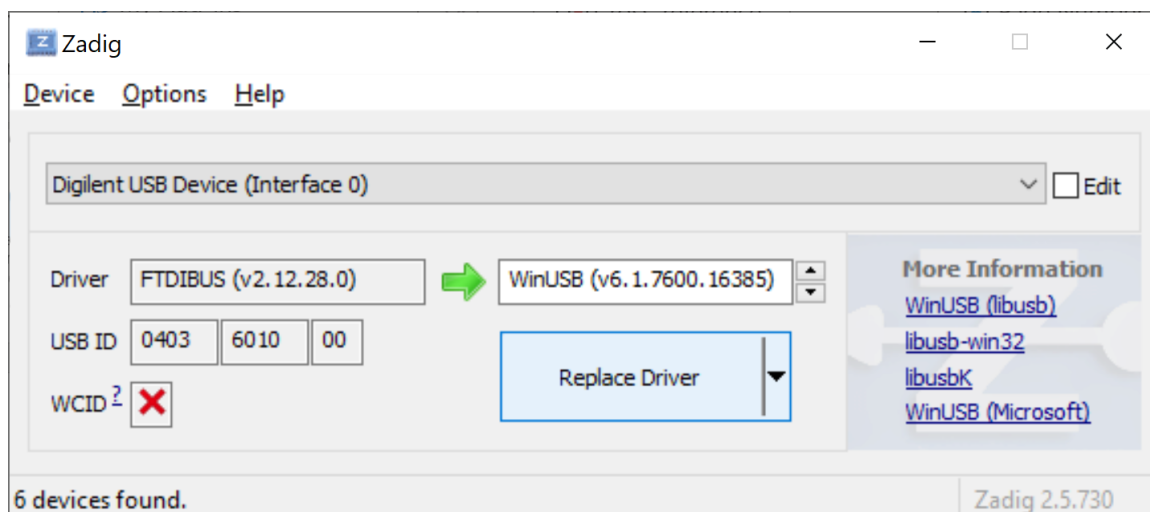 Zadig
Device Options Help
Digilent USB Device (Interface 0) Edit
Driver FTDIBUS (v2.12.28.0) WinUSB (v6.1.7600.16385)
USB ID 0403 6010 00
WCID ?
Replace Driver
More Information
WinUSB (libusb)
libusb-win32
libusbK
WinUSB (Microsoft)
6 devices found. Zadig 2.5.730